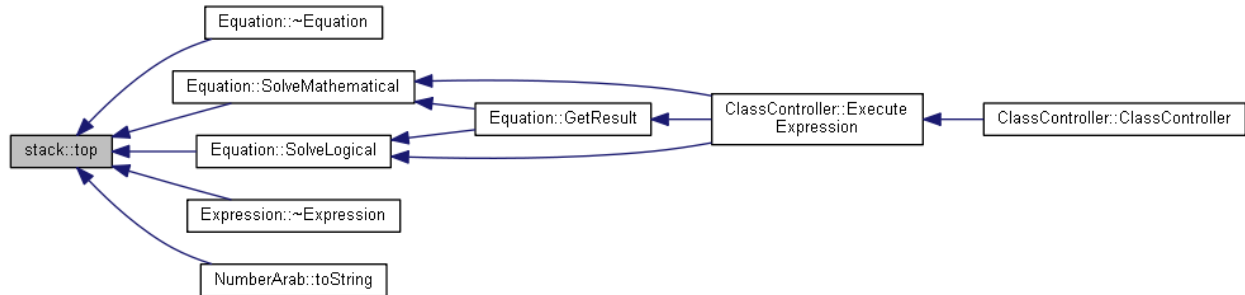 Equation::~Equation
Equation::SolveMathematical
stack::top
Equation::SolveLogical
Expression::~Expression
NumberArab::toString
Equation::GetResult
ClassController::Execute
Expression
ClassController::ClassController